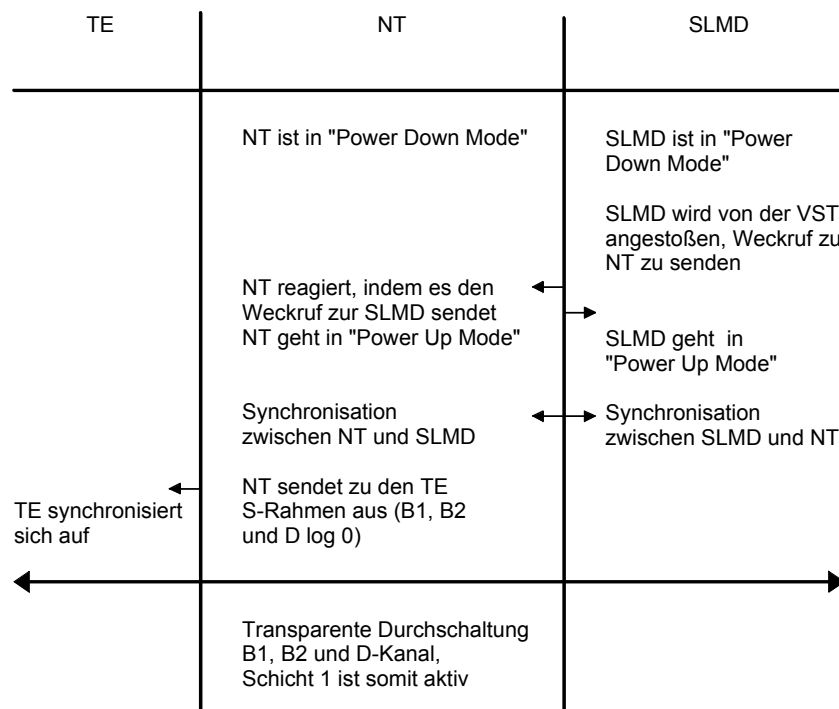 TE
NT
SLMD
NT ist in "Power Down Mode"
SLMD ist in "Power
Down Mode"
SLMD wird von der VST
angestoßen, Weckruf zu
NT zu senden
NT reagiert, indem es den
Weckruf zur SLMD sendet
NT geht in "Power Up Mode"
SLMD geht in
"Power Up Mode"
Synchronisation
zwischen NT und SLMD
Synchronisation
zwischen SLMD und NT
NT sendet zu den TE
S-Rahmen aus (B1, B2
und D log 0)
TE synchronisiert
sich auf
Transparente Durchschaltung
B1, B2 und D-Kanal,
Schicht 1 ist somit aktiv